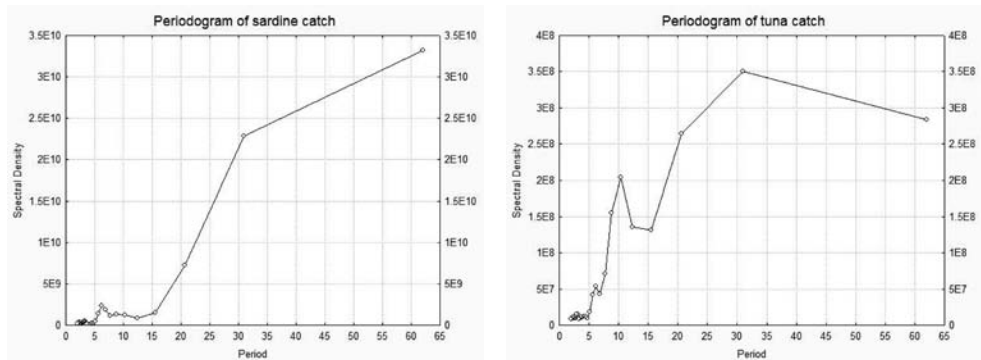 Periodogram of sardine catch
3.5E10 3.5E10
3E10 3E10
2.5E10 2.5E10
2E10 2E10
1E10 1E10
1E10 1E10
5E9 5E9
0 0
0 5 10 15 20 25 30 35 40 45 50 55 60 65
Spectral Density
Period
Periodogram of tuna catch
4E8 4E8
3.5E8 3.5E8
3E8 3E8
2.5E8 2.5E8
2E8 2E8
1.5E8 1.5E8
1E8 1E8
5E7 5E7
0 0
0 5 10 15 20 25 30 35 40 45 50 55 60 65
Spectral Density
Period